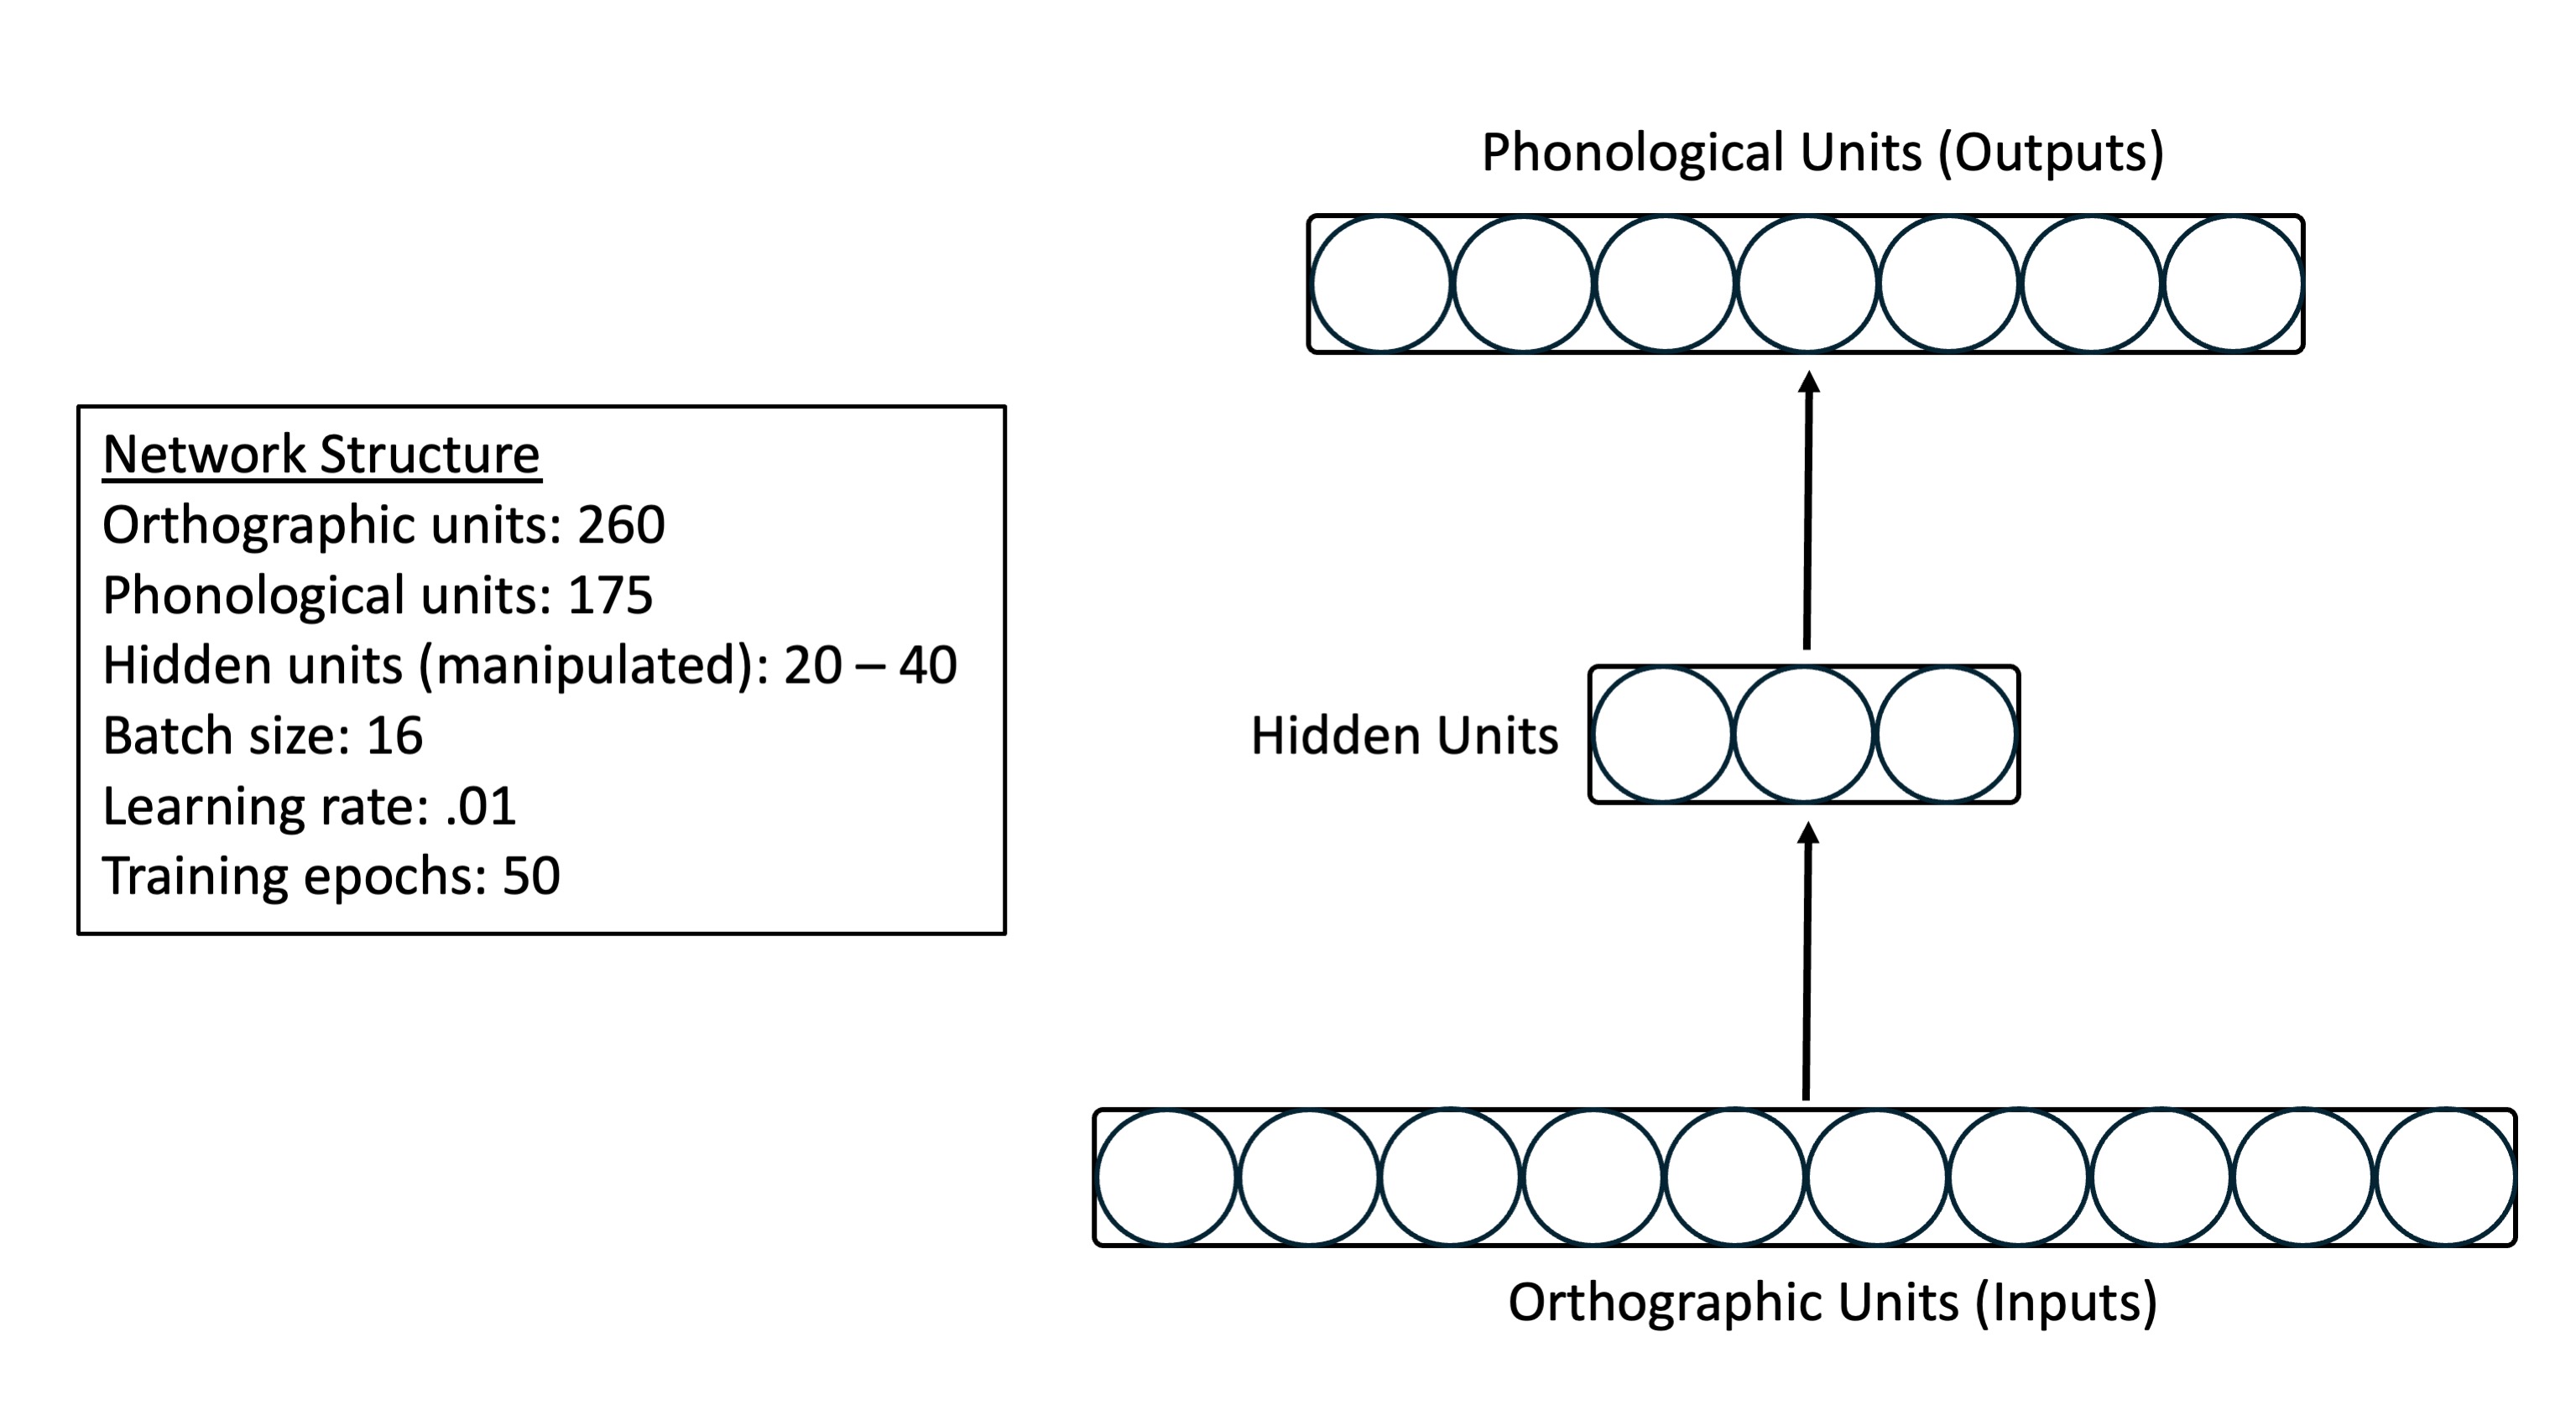 Phonological Units (Outputs)
Network Structure
Orthographic units: 260
Phonological units: 175
Hidden units (manipulated): 20 – 40
Batch size: 16
Learning rate: .01
Training epochs: 50
Hidden Units
Orthographic Units (Inputs)